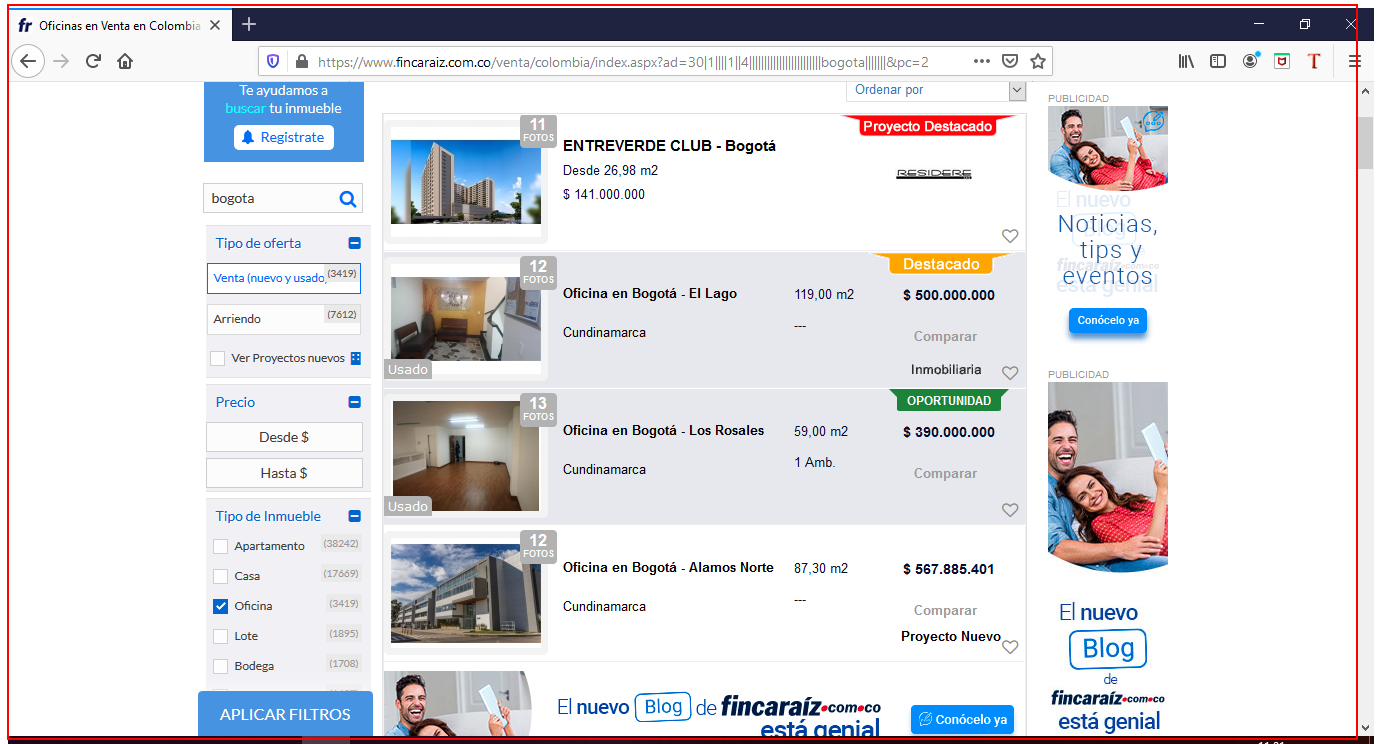 fr Oficinas en Venta en Colombia
https://www.fincaraiz.com.co/venta/colombia/index.aspx?ad=30|1||||1||4||||||||||||||||||||||||bogota|||||||&pc=2
Te ayudamos a
buscar tu inmueble
Registrate
bogota
Tipo de oferta
Venta (nuevo y usado) (3419)
Arriendo (7612)
Ver Proyectos nuevos
Precio
Desde $
Hasta $
Tipo de Inmueble
Apartamento (38242)
Casa (17669)
Oficina (3419)
Lote (1895)
Bodega (1708)
APLICAR FILTROS
Ordenar por
11
FOTOS
Proyecto Destacado
ENTREVERDE CLUB - Bogotá
Desde 26,98 m2
$ 141.000.000
RESIDERE
12
FOTOS
Destacado
Oficina en Bogotá - El Lago 119,00 m2 $ 500.000.000
Cundinamarca --- Comparar
Usado
Inmobiliaria
13
FOTOS
OPORTUNIDAD
Oficina en Bogotá - Los Rosales 59,00 m2 $ 390.000.000
Cundinamarca 1 Amb. Comparar
Usado
12
FOTOS
Oficina en Bogotá - Alamos Norte 87,30 m2 $ 567.885.401
Cundinamarca --- Comparar
Proyecto Nuevo
El nuevo Blog de fincaraíz.com.co
está genial
Conócelo ya
PUBLICIDAD
El nuevo
Blog
Noticias,
tips y
fincaraíz.com.co
eventos
está genial
Conócelo ya
PUBLICIDAD
El nuevo
Blog
de
fincaraíz.com.co
está genial